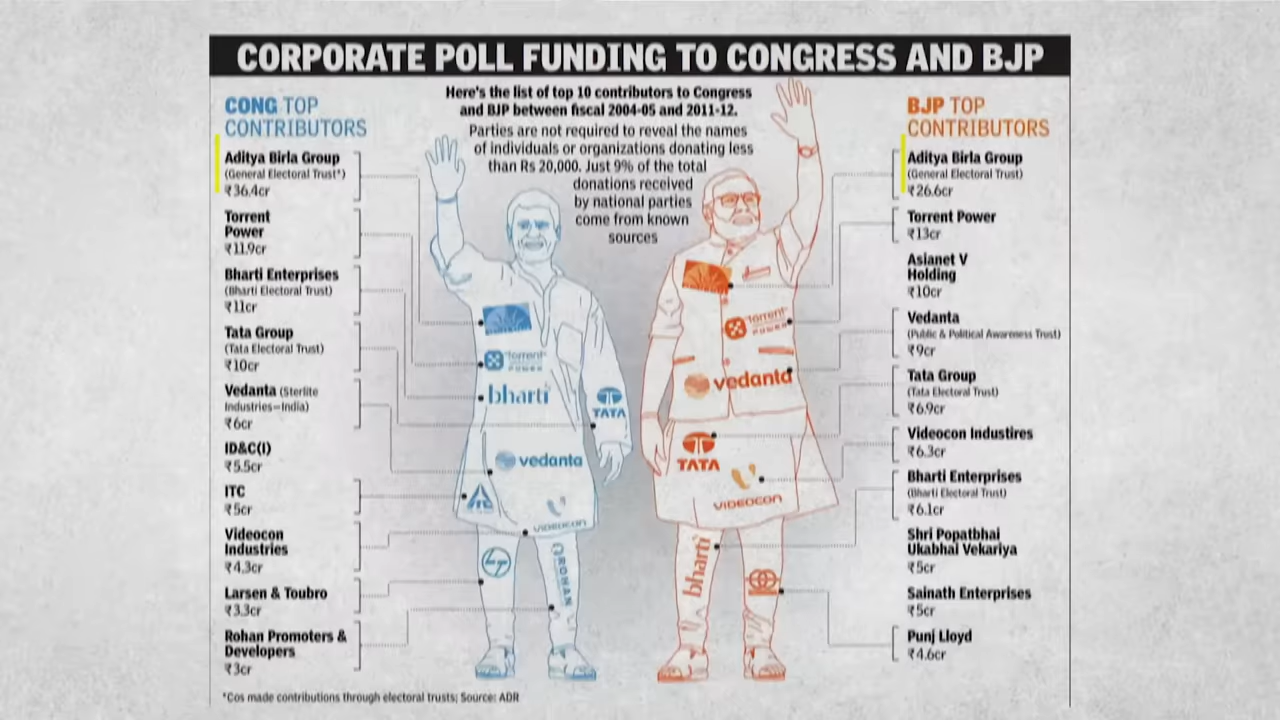 CORPORATE POLL FUNDING TO CONGRESS AND BJP
Here's the list of top 10 contributors to Congress
and BJP between fiscal 2004-05 and 2011-12.
Parties are not required to reveal the names
of individuals or organizations donating less
than Rs 20,000. Just 9% of the total
donations received
by national parties
come from known
sources
CONG TOP
CONTRIBUTORS
Aditya Birla Group
(General Electoral Trust*)
₹36.4cr
Torrent
Power
₹11.9cr
Bharti Enterprises
(Bharti Electoral Trust)
₹11cr
Tata Group
(Tata Electoral Trust)
₹10cr
Vedanta (Sterlite
Industries–India)
₹6cr
ID&C(I)
₹5.5cr
ITC
₹5cr
Videocon
Industries
₹4.3cr
Larsen & Toubro
₹3.3cr
Rohan Promoters &
Developers
₹3cr
torrent
POWER
bharti
TATA
vedanta
ITC
VIDEOCON
ROHAN
BJP TOP
CONTRIBUTORS
Aditya Birla Group
(General Electoral Trust)
₹26.6cr
Torrent Power
₹13cr
Asianet V
Holding
₹10cr
Vedanta
(Public & Political Awareness Trust)
₹9cr
Tata Group
(Tata Electoral Trust)
₹6.9cr
Videocon Industires
₹6.3cr
Bharti Enterprises
(Bharti Electoral Trust)
₹6.1cr
Shri Popatbhai
Ukabhai Vekariya
₹5cr
Sainath Enterprises
₹5cr
Punj Lloyd
₹4.6cr
torrent
POWER
vedanta
TATA
VIDEOCON
bharti
*Cos made contributions through electoral trusts; Source: ADR